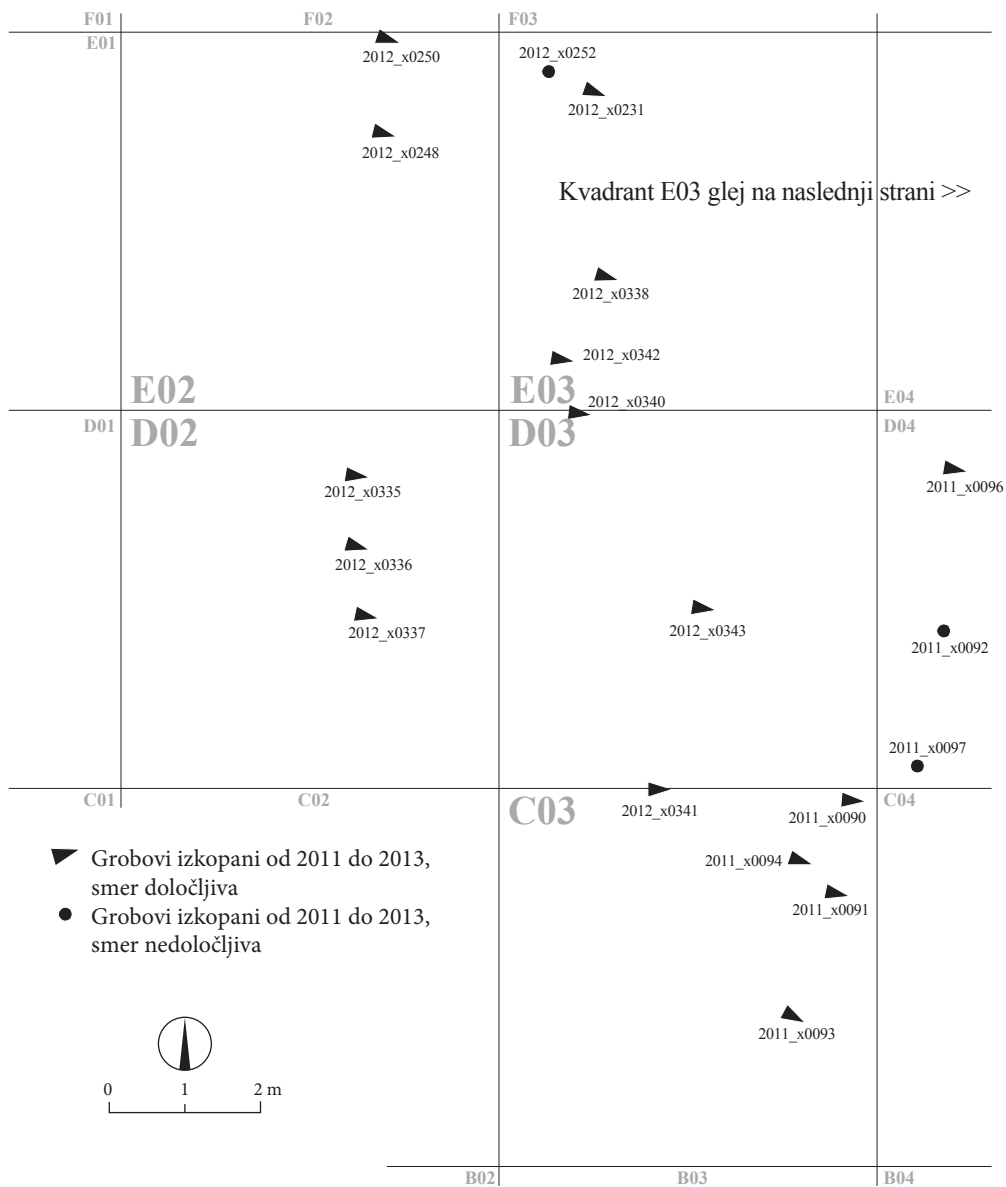 F01
F02
F03
E01
2012_x0250
2012_x0252
2012_x0231
2012_x0248
Kvadrant E03 glej na naslednji strani >>
2012_x0338
2012_x0342
E02
E03
2012_x0340
E04
D01
D02
D03
D04
2012_x0335
2011_x0096
2012_x0336
2012_x0337
2012_x0343
2011_x0092
2011_x0097
C01
C02
C03
C04
2012_x0341
2011_x0090
Grobovi izkopani od 2011 do 2013,
smer določljiva
Grobovi izkopani od 2011 do 2013,
smer nedoločljiva
2011_x0094
2011_x0091
2011_x0093
0 1 2 m
B02
B03
B04